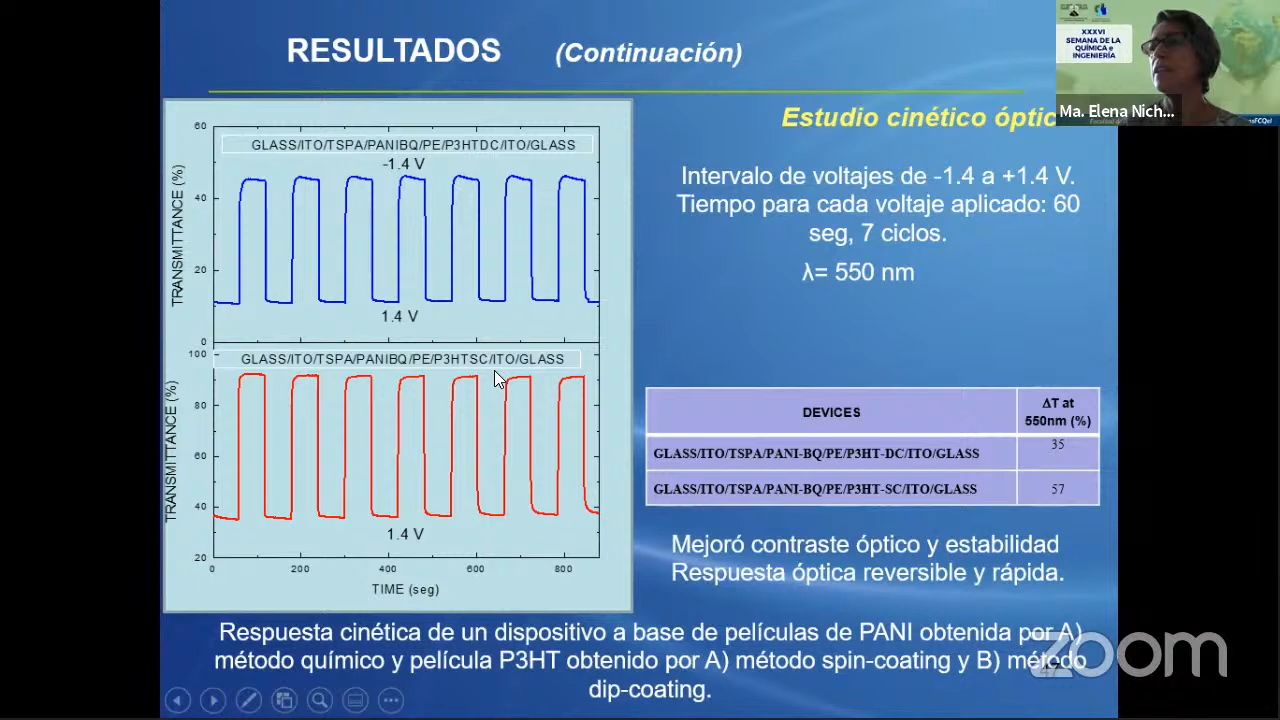 RESULTADOS (Continuación)
XXXVI
SEMANA DE LA
QUÍMICA e
INGENIERÍA
Ma. Elena Nich...
Estudio cinético óptic
Intervalo de voltajes de -1.4 a +1.4 V.
Tiempo para cada voltaje aplicado: 60
seg, 7 ciclos.
λ= 550 nm
GLASS/ITO/TSPA/PANIBQ/PE/P3HTDC/ITO/GLASS
-1.4 V
60
40
20
0
TRANSMITTANCE (%)
1.4 V
GLASS/ITO/TSPA/PANIBQ/PE/P3HTSC/ITO/GLASS
100
80
60
40
20
TRANSMITTANCE (%)
1.4 V
0 200 400 600 800
TIME (seg)
DEVICES ΔT at
550nm (%)
GLASS/ITO/TSPA/PANI-BQ/PE/P3HT-DC/ITO/GLASS 35
GLASS/ITO/TSPA/PANI-BQ/PE/P3HT-SC/ITO/GLASS 57
Mejoró contraste óptico y estabilidad
Respuesta óptica reversible y rápida.
Respuesta cinética de un dispositivo a base de películas de PANI obtenida por A)
método químico y película P3HT obtenido por A) método spin-coating y B) método
dip-coating.
zoom